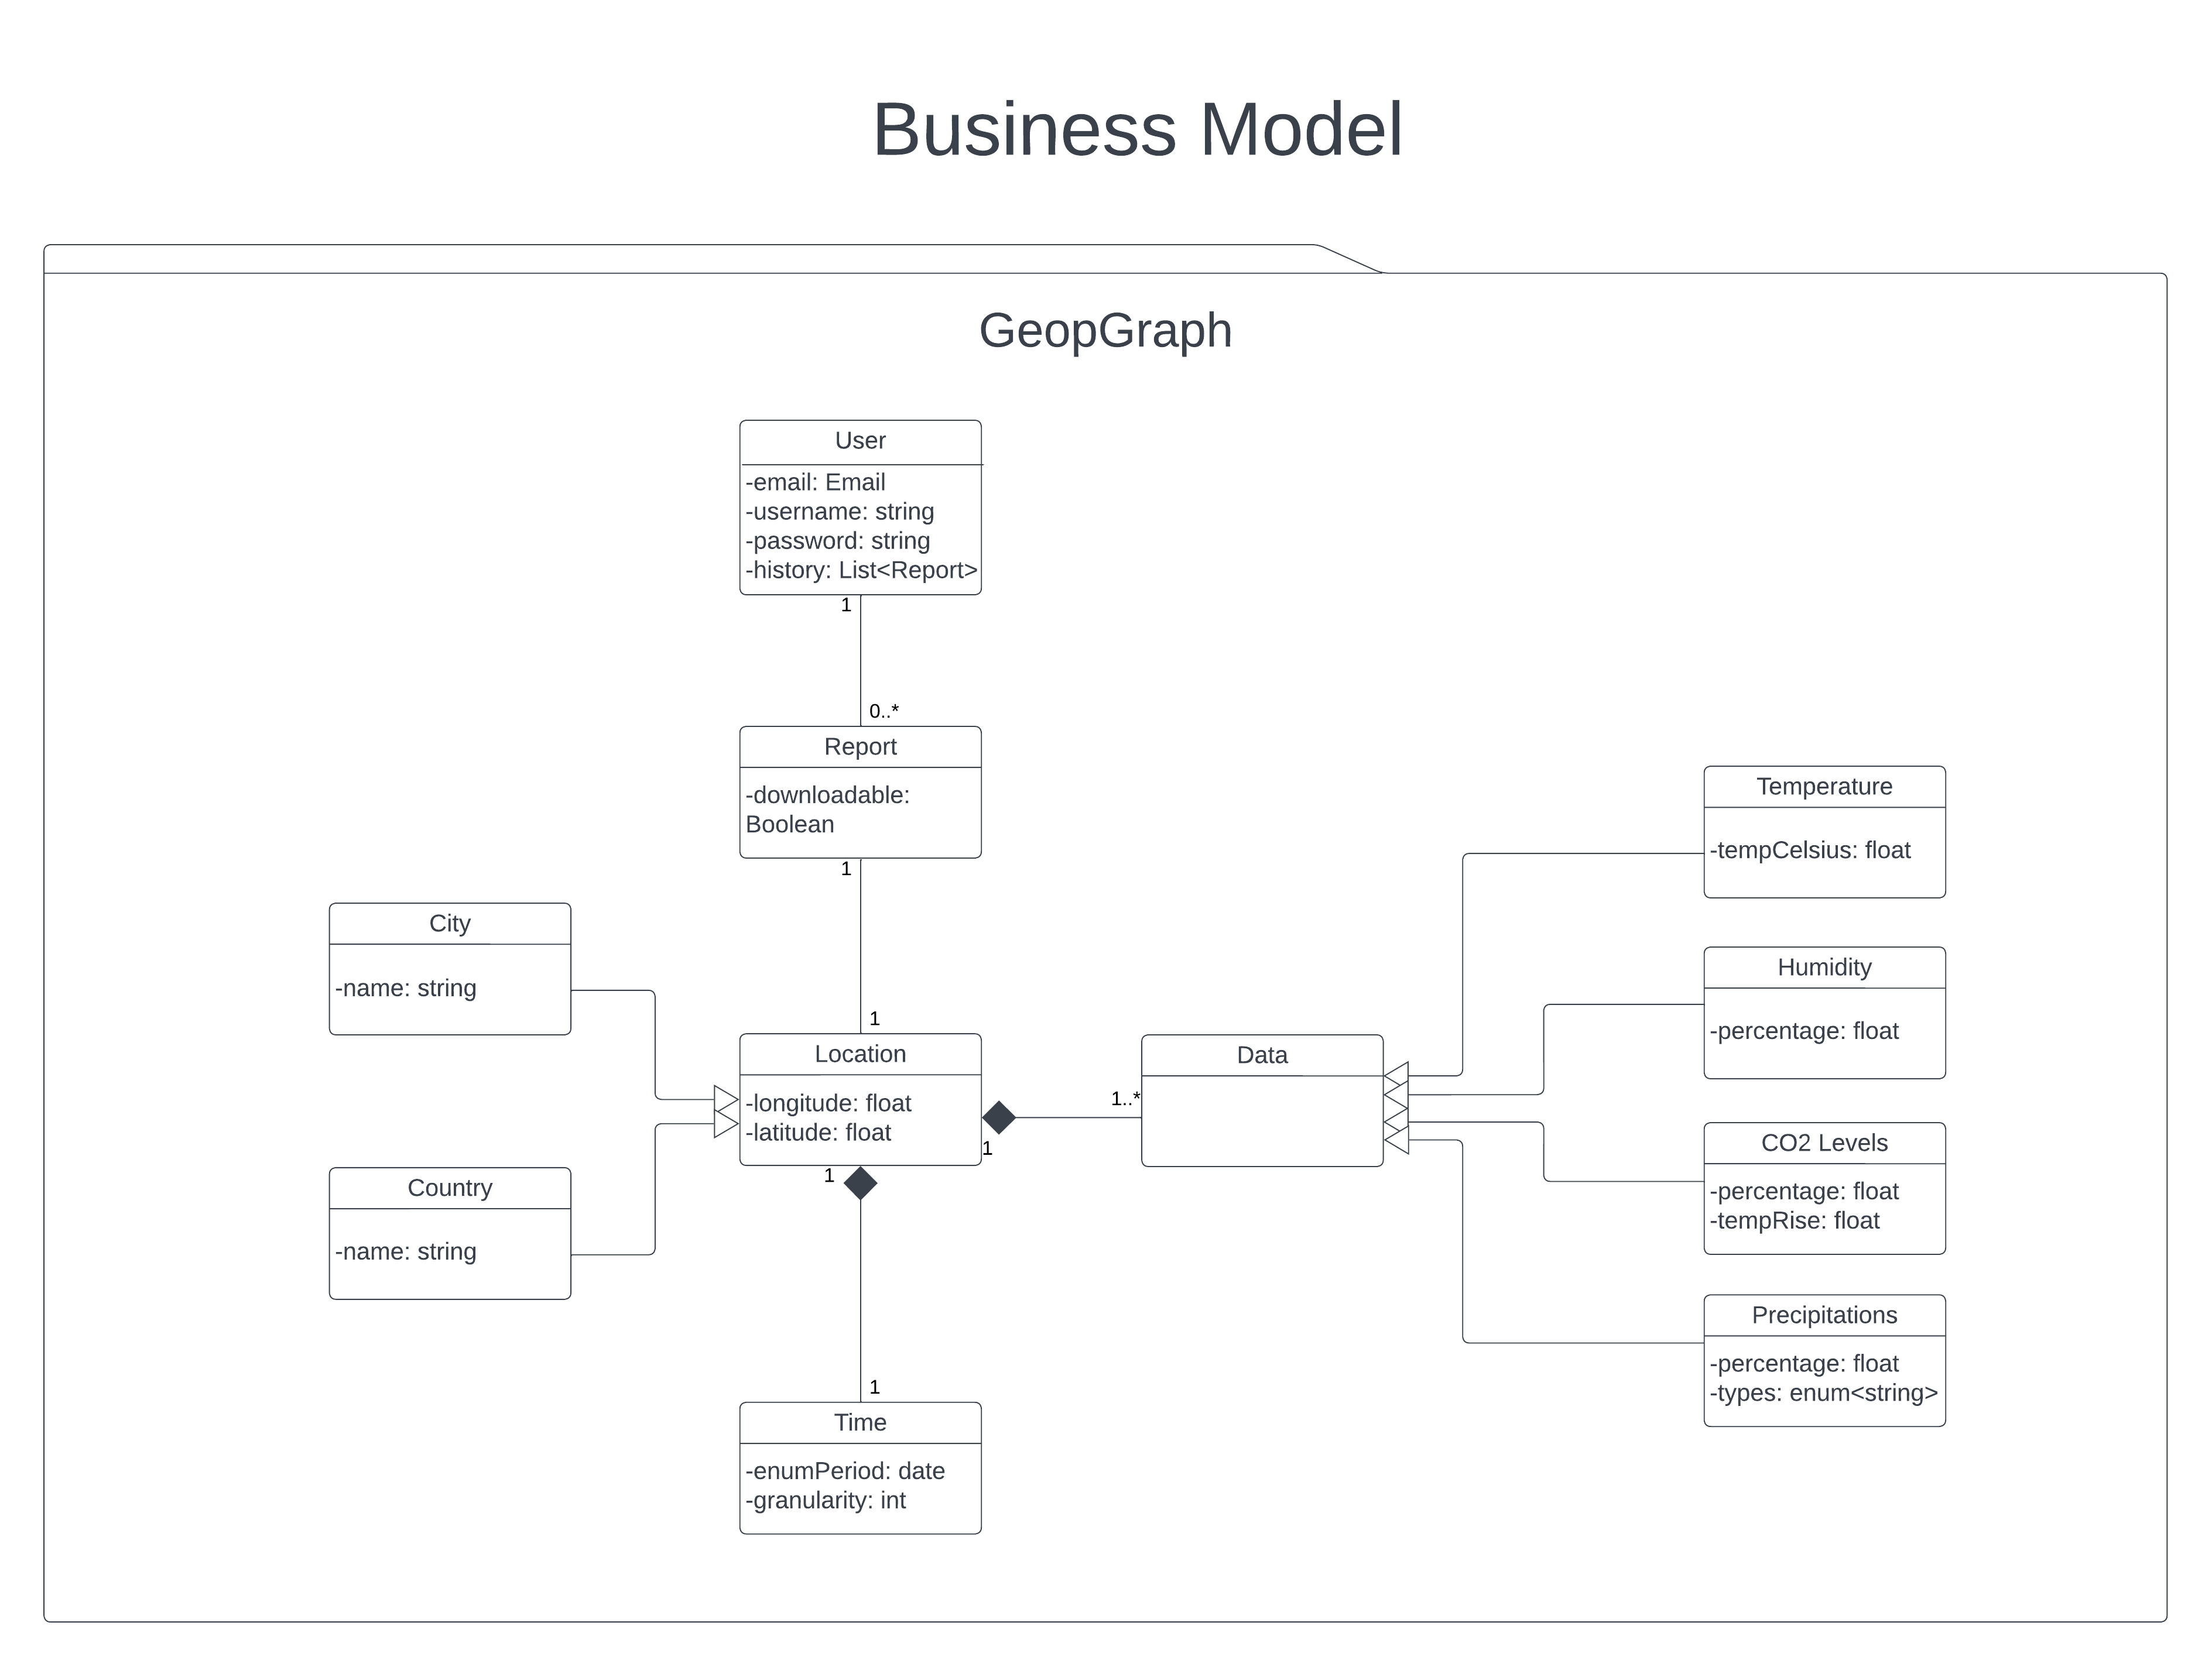 Business Model
GeopGraph
User
-email: Email
-username: string
-password: string
-history: List<Report>
1
0..*
Report
-downloadable:
Boolean
1
1
City
-name: string
Country
-name: string
Location
-longitude: float
-latitude: float
1
1..*
1
1
Time
-enumPeriod: date
-granularity: int
Data
Temperature
-tempCelsius: float
Humidity
-percentage: float
CO2 Levels
-percentage: float
-tempRise: float
Precipitations
-percentage: float
-types: enum<string>